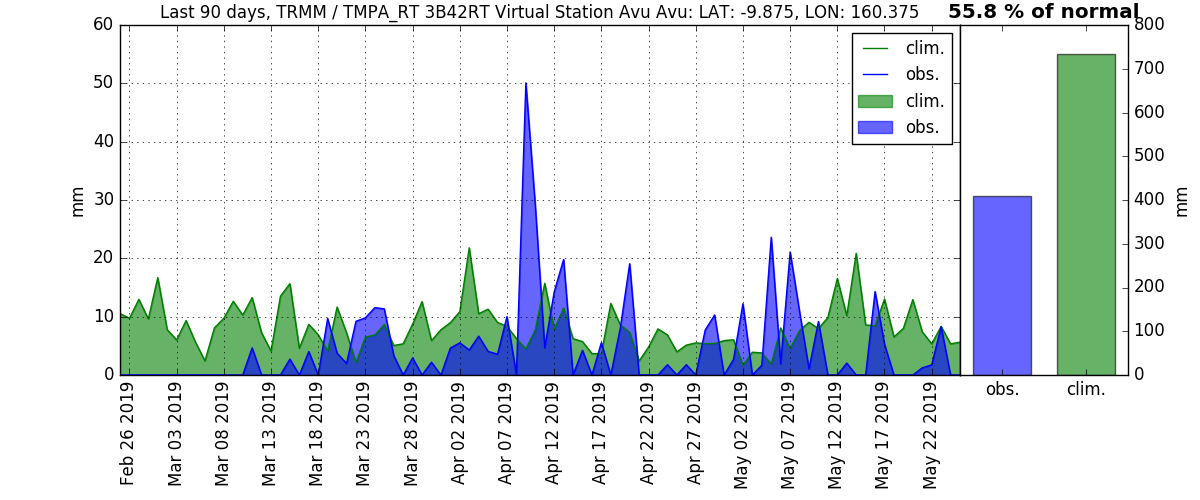 Last 90 days, TRMM / TMPA_RT 3B42RT Virtual Station Avu Avu: LAT: -9.875, LON: 160.375
55.8 % of normal
60
50
40
30
20
10
0
mm
clim.
obs.
clim.
obs.
800
700
600
500
400
300
200
100
0
mm
Feb 26 2019
Mar 03 2019
Mar 08 2019
Mar 13 2019
Mar 18 2019
Mar 23 2019
Mar 28 2019
Apr 02 2019
Apr 07 2019
Apr 12 2019
Apr 17 2019
Apr 22 2019
Apr 27 2019
May 02 2019
May 07 2019
May 12 2019
May 17 2019
May 22 2019
obs.
clim.